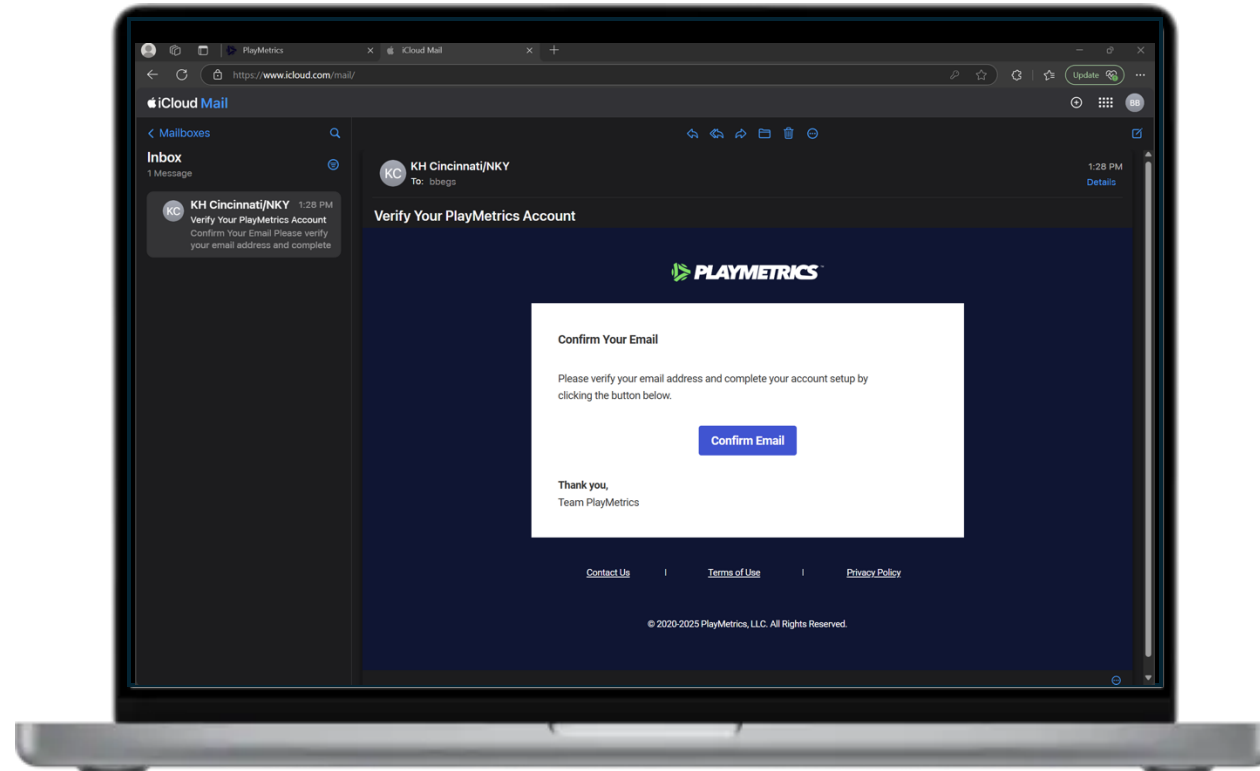 PlayMetrics
iCloud Mail
https://www.icloud.com/mail/
Update
iCloud Mail
BB
Mailboxes
Inbox
1 Message
KC
KH Cincinnati/NKY 1:28 PM
Verify Your PlayMetrics Account
Confirm Your Email Please verify
your email address and complete
KC
KH Cincinnati/NKY
To: bbegs
1:28 PM
Details
Verify Your PlayMetrics Account
PLAYMETRICS
Confirm Your Email
Please verify your email address and complete your account setup by
clicking the button below.
Confirm Email
Thank you,
Team PlayMetrics
Contact Us | Terms of Use | Privacy Policy
© 2020-2025 PlayMetrics, LLC. All Rights Reserved.